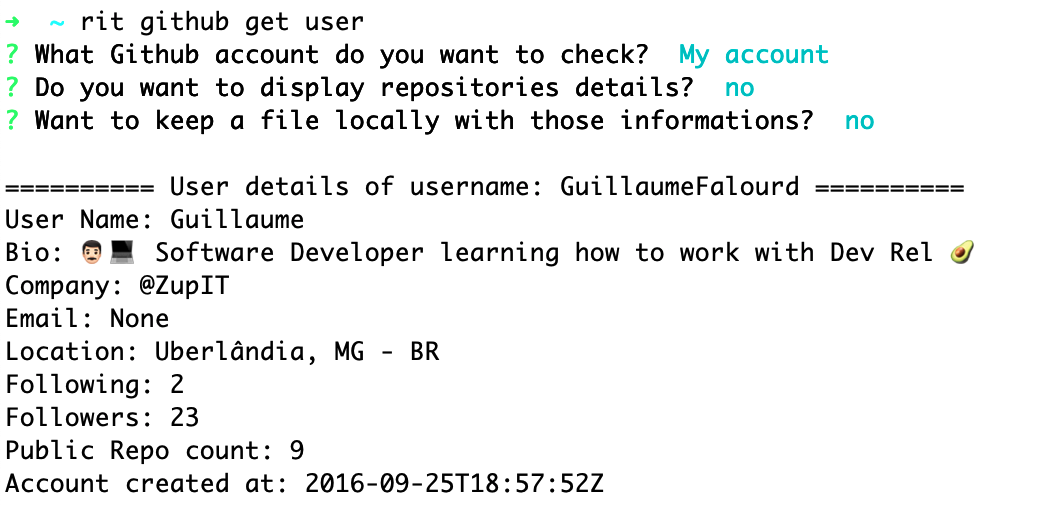 ➜  ~ rit github get user
? What Github account do you want to check?  My account
? Do you want to display repositories details?  no
? Want to keep a file locally with those informations?  no
========== User details of username: GuillaumeFalourd ==========
User Name: Guillaume
Bio: 👨🏻💻 Software Developer learning how to work with Dev Rel 🥑
Company: @ZupIT
Email: None
Location: Uberlândia, MG - BR
Following: 2
Followers: 23
Public Repo count: 9
Account created at: 2016-09-25T18:57:52Z